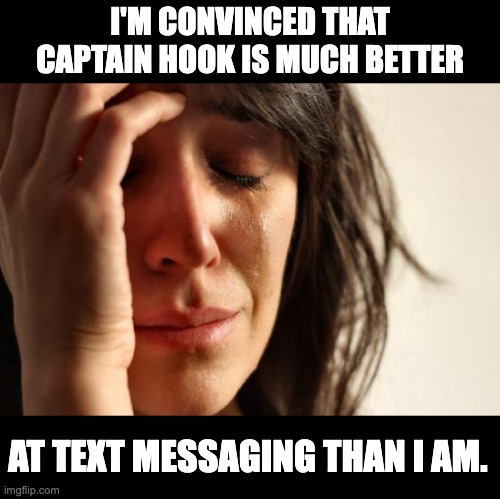 I'M CONVINCED THAT
CAPTAIN HOOK IS MUCH BETTER
AT TEXT MESSAGING THAN I AM.
imgflip.com